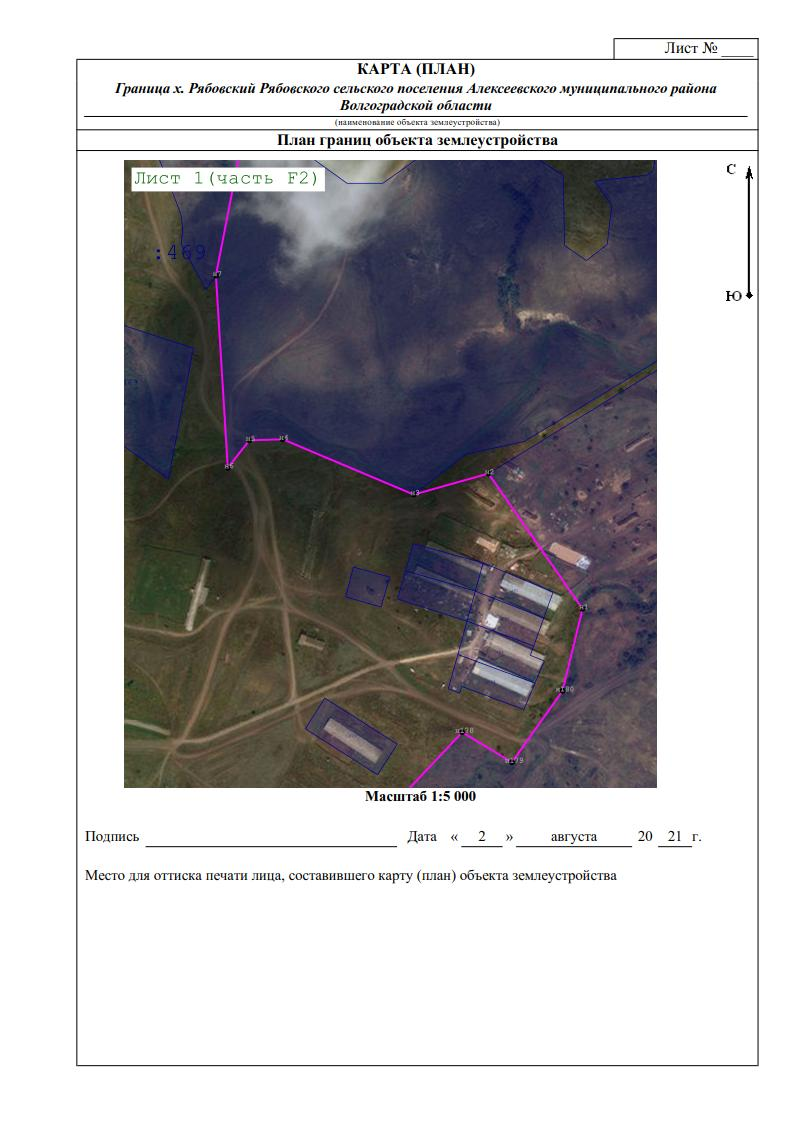 Лист № ____
КАРТА (ПЛАН)
Граница х. Рябовский Рябовского сельского поселения Алексеевского муниципального района
Волгоградской области
(наименование объекта землеустройства)
План границ объекта землеустройства
Лист 1(часть F2)
С
:469
н7
Ю
н5 н4
н6
н2
н3
н1
н180
н178
н179
Масштаб 1:5 000
Подпись Дата « 2 » августа 20 21 г.
Место для оттиска печати лица, составившего карту (план) объекта землеустройства